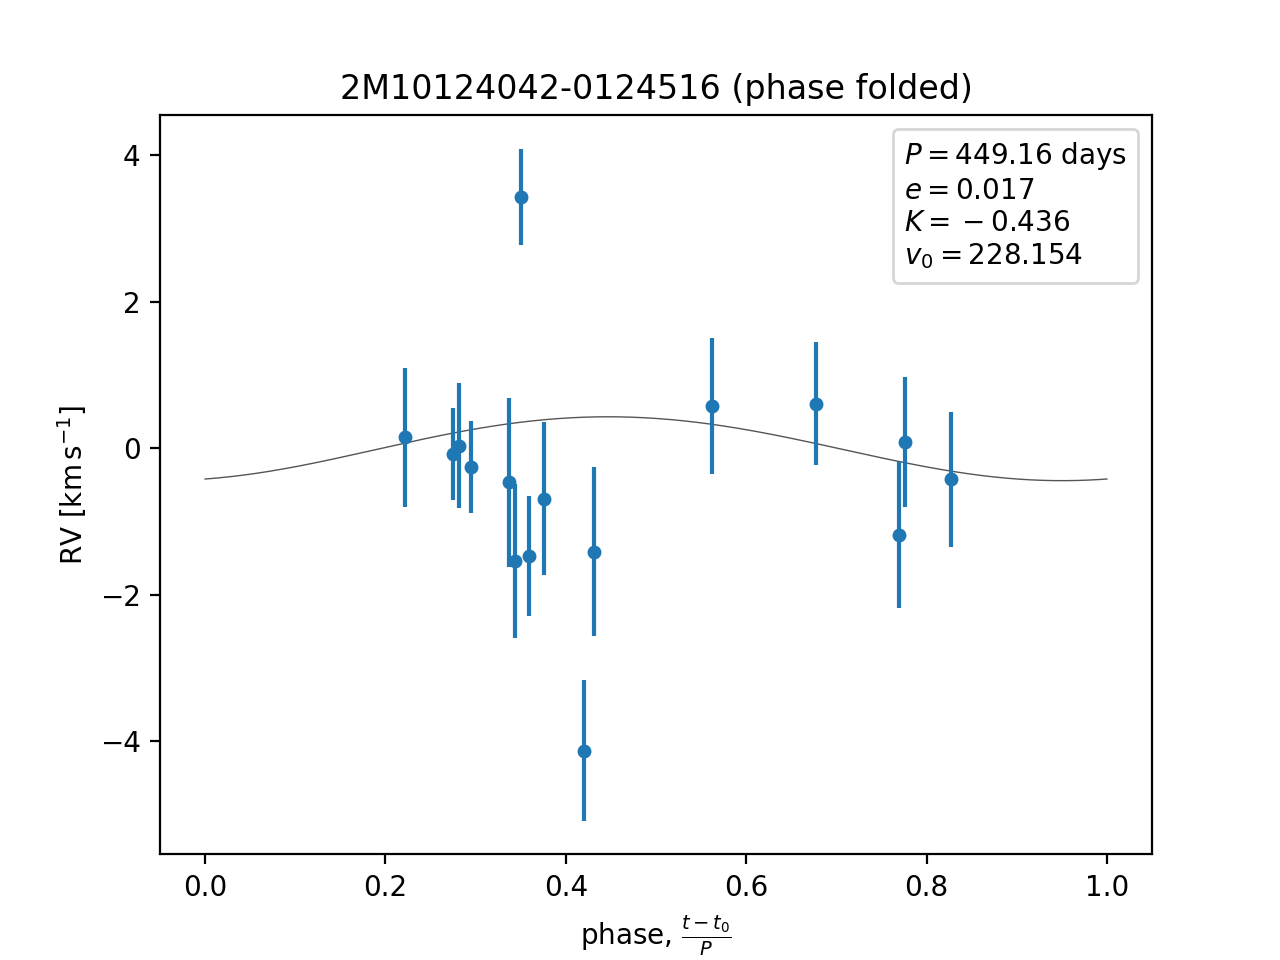 2M10124042-0124516 (phase folded)
P = 449.16 days
e = 0.017
K = −0.436
v₀ = 228.154
4
2
0
−2
−4
RV [km s⁻¹]
0.0 0.2 0.4 0.6 0.8 1.0
phase, (t − t₀)/P